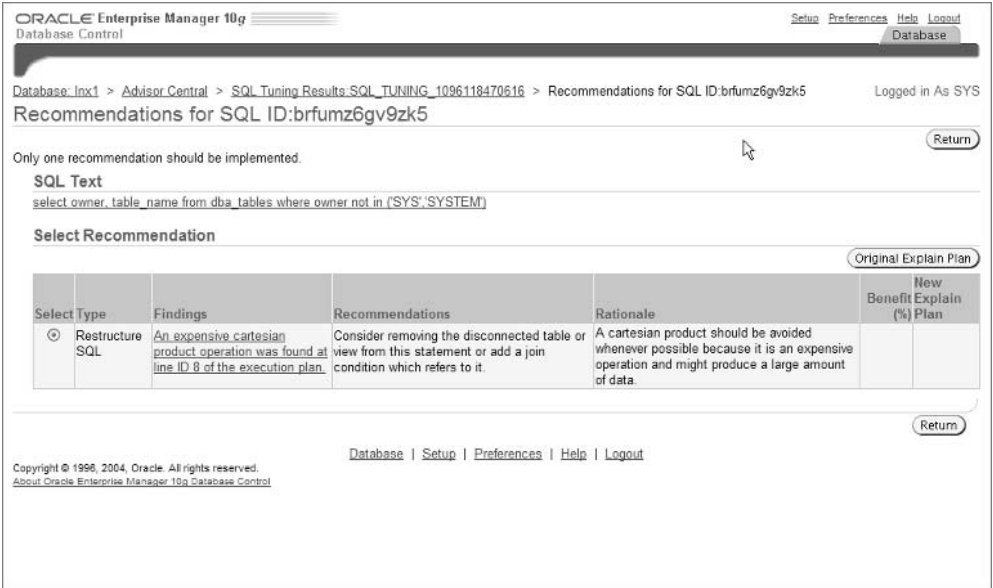 ORACLE Enterprise Manager 10g
Database Control
Setup Preferences Help Logout
Database
Database: lnx1 > Advisor Central > SQL Tuning Results:SQL_TUNING_1096118470616 > Recommendations for SQL ID:brfumz6gv9zk5
Logged in As SYS
Recommendations for SQL ID:brfumz6gv9zk5
Return
Only one recommendation should be implemented.
SQL Text
select owner, table_name from dba_tables where owner not in ('SYS','SYSTEM')
Select Recommendation
Original Explain Plan
Select Type Findings Recommendations Rationale Benefit (%) New Explain Plan
Restructure SQL
An expensive cartesian
product operation was found at
line ID 8 of the execution plan.
Consider removing the disconnected table or
view from this statement or add a join
condition which refers to it.
A cartesian product should be avoided
whenever possible because it is an expensive
operation and might produce a large amount
of data.
Return
Database | Setup | Preferences | Help | Logout
Copyright © 1996, 2004, Oracle. All rights reserved.
About Oracle Enterprise Manager 10g Database Control